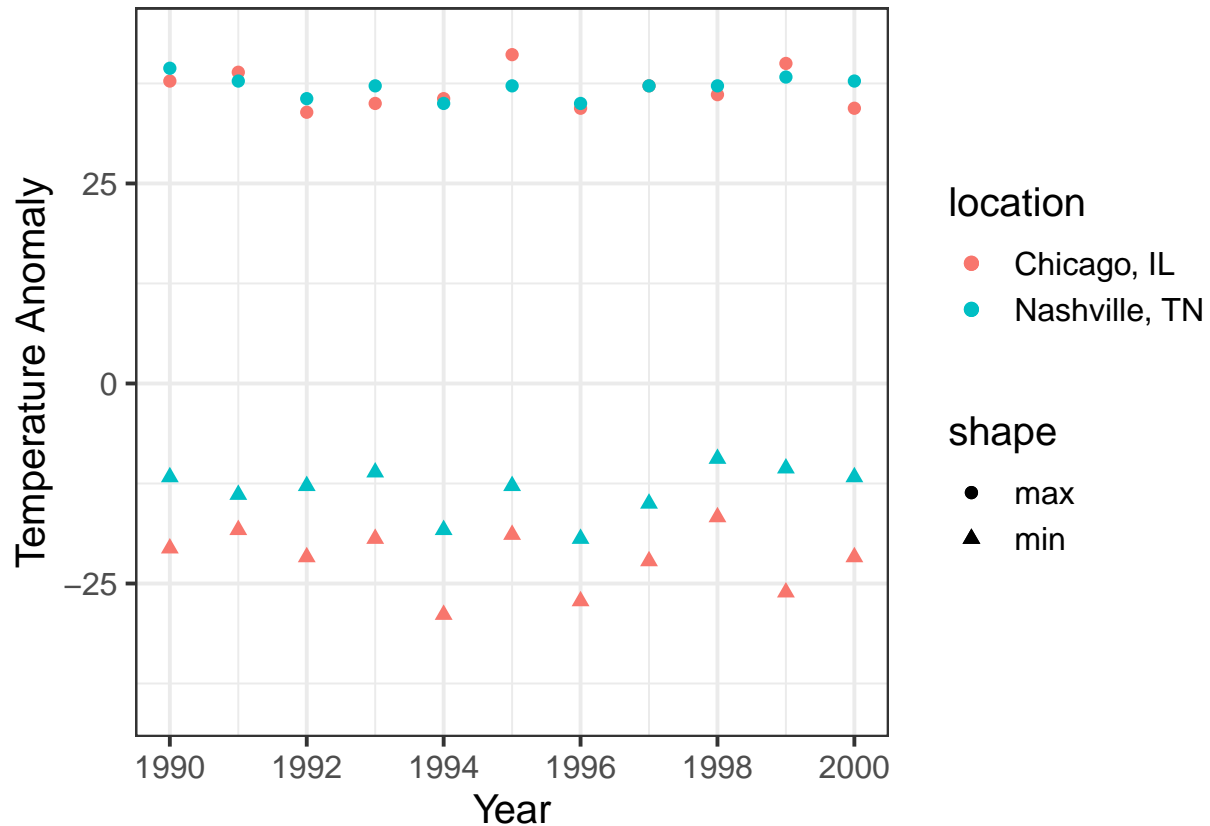 Temperature Anomaly
25
0
−25
1990 1992 1994 1996 1998 2000
Year
location
Chicago, IL
Nashville, TN
shape
max
min